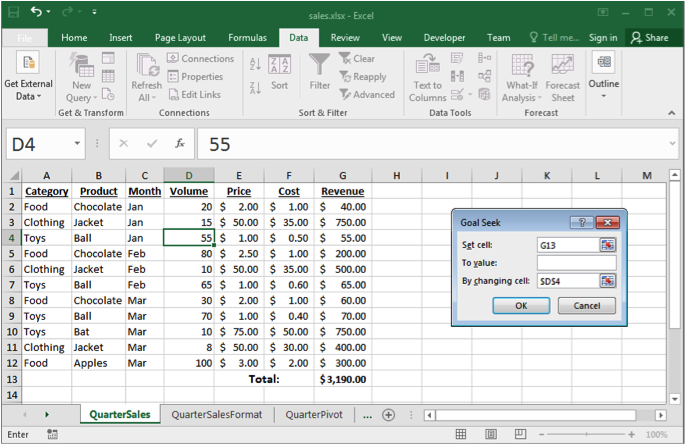 sales.xlsx - Excel
File Home Insert Page Layout Formulas Data Review View Developer Team Tell me... Sign in Share
Get External Data
New Query
Refresh All
Connections
Properties
Edit Links
Sort
Filter
Clear
Reapply
Advanced
Text to Columns
What-If Analysis
Forecast Sheet
Outline
Get & Transform Connections Sort & Filter Data Tools Forecast
D4 fx 55
A B C D E F G H I J K L M
1 Category Product Month Volume Price Cost Revenue
2 Food Chocolate Jan 20 $ 2.00 $ 1.00 $ 40.00
3 Clothing Jacket Jan 15 $ 50.00 $ 35.00 $ 750.00
4 Toys Ball Jan 55 $ 1.00 $ 0.50 $ 55.00
5 Food Chocolate Feb 80 $ 2.50 $ 1.00 $ 200.00
6 Clothing Jacket Feb 10 $ 50.00 $ 35.00 $ 500.00
7 Toys Ball Feb 65 $ 1.00 $ 0.60 $ 65.00
8 Food Chocolate Mar 30 $ 2.00 $ 1.00 $ 60.00
9 Toys Ball Mar 70 $ 1.00 $ 0.40 $ 70.00
10 Toys Bat Mar 10 $ 75.00 $ 50.00 $ 750.00
11 Clothing Jacket Mar 8 $ 50.00 $ 30.00 $ 400.00
12 Food Apples Mar 100 $ 3.00 $ 2.00 $ 300.00
13 Total: $ 3,190.00
14
Goal Seek
Set cell: G13
To value:
By changing cell: $D$4
OK Cancel
QuarterSales QuarterSalesFormat QuarterPivot ...
Enter 100%